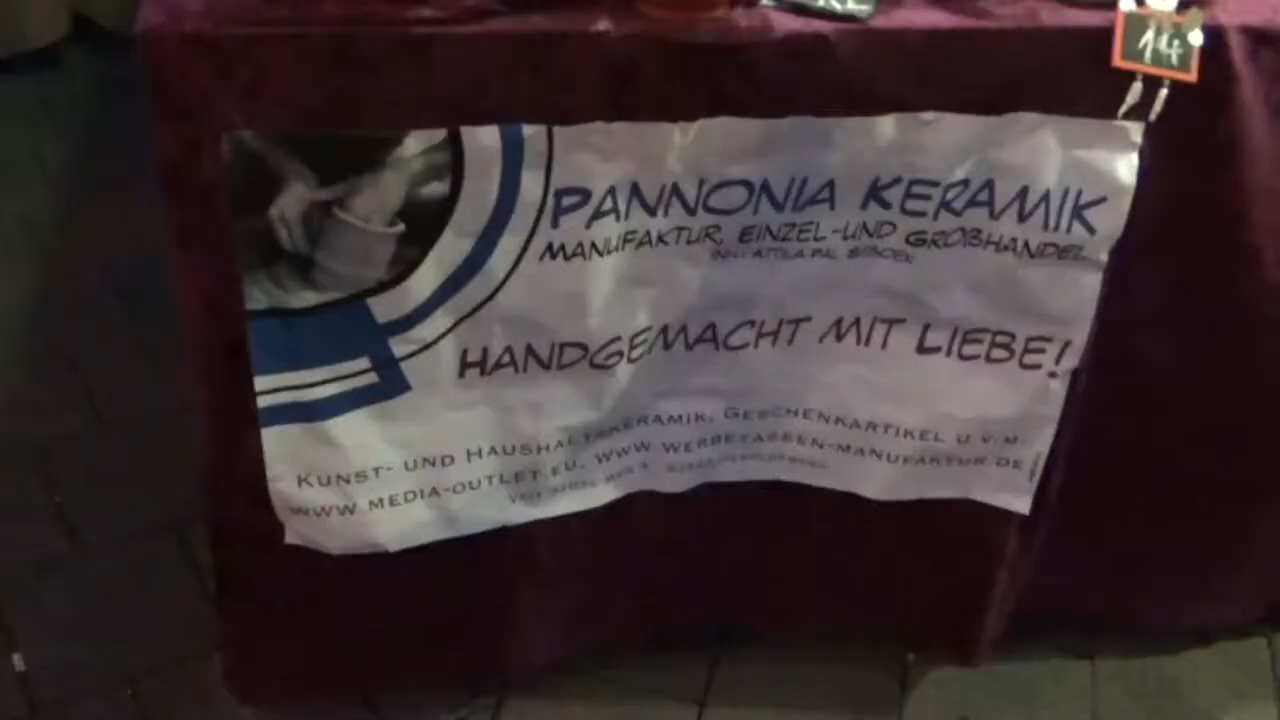 14
PANNONIA KERAMIK
MANUFAKTUR, EINZEL-UND GROßHANDEL
HANDGEMACHT MIT LIEBE!
KUNST- UND HAUSHALTSKERAMIK, GESCHENKARTIKEL U.V.M.
WWW.MEDIA-OUTLET.EU, WWW.WERBETASSEN-MANUFAKTUR.DE